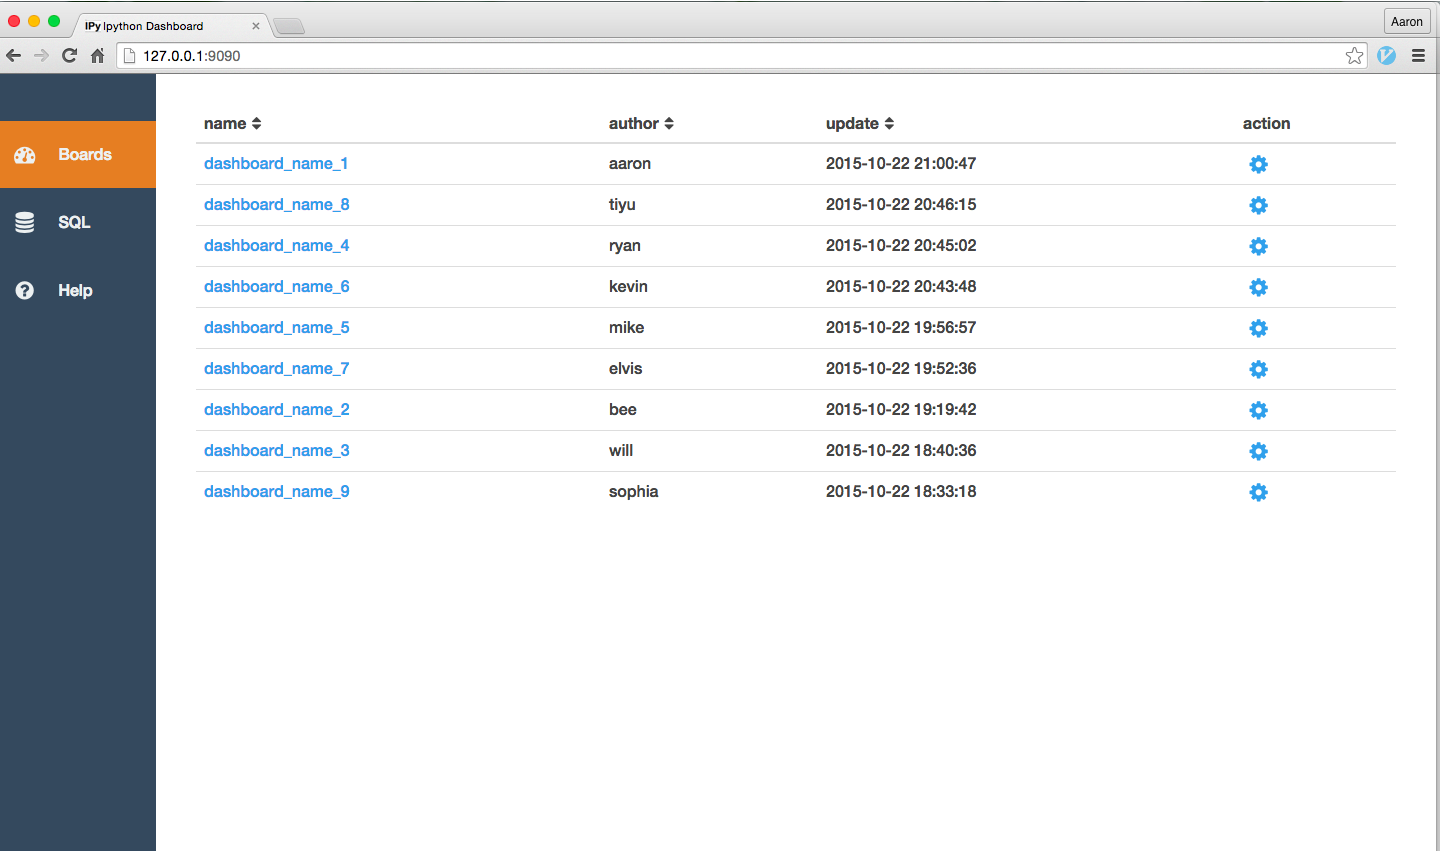 IPy Ipython Dashboard
Aaron
127.0.0.1:9090
name author update action
Boards
SQL
Help
dashboard_name_1 aaron 2015-10-22 21:00:47
dashboard_name_8 tiyu 2015-10-22 20:46:15
dashboard_name_4 ryan 2015-10-22 20:45:02
dashboard_name_6 kevin 2015-10-22 20:43:48
dashboard_name_5 mike 2015-10-22 19:56:57
dashboard_name_7 elvis 2015-10-22 19:52:36
dashboard_name_2 bee 2015-10-22 19:19:42
dashboard_name_3 will 2015-10-22 18:40:36
dashboard_name_9 sophia 2015-10-22 18:33:18